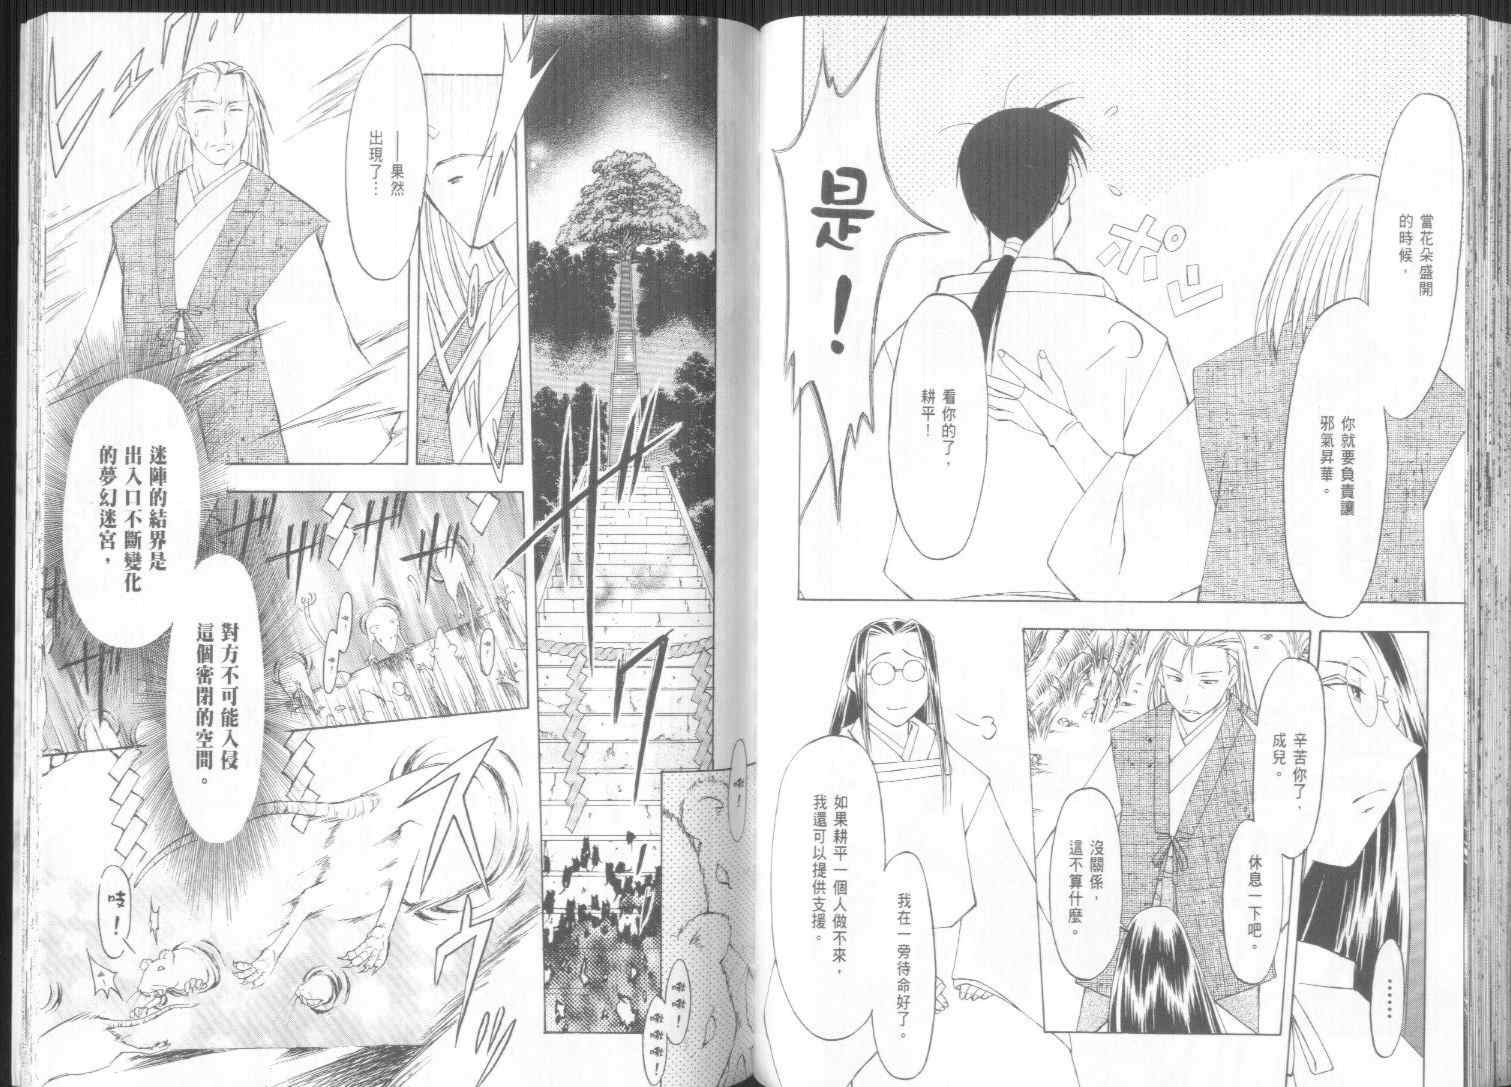 當花朵盛開
的時候，
你就要負責讓
邪氣昇華。
ポン
看你的了，
耕平！
是！
辛苦你了，
成兒。
休息一下吧。
沒關係，
這不算什麼。
……
我在一旁待命好了。
如果耕平一個人做不來，
我還可以提供支援。
——果然
出現了…
迷陣的結界是
出入口不斷變化
的夢幻迷宮，
對方不可能入侵
這個密閉的空間。
吱！